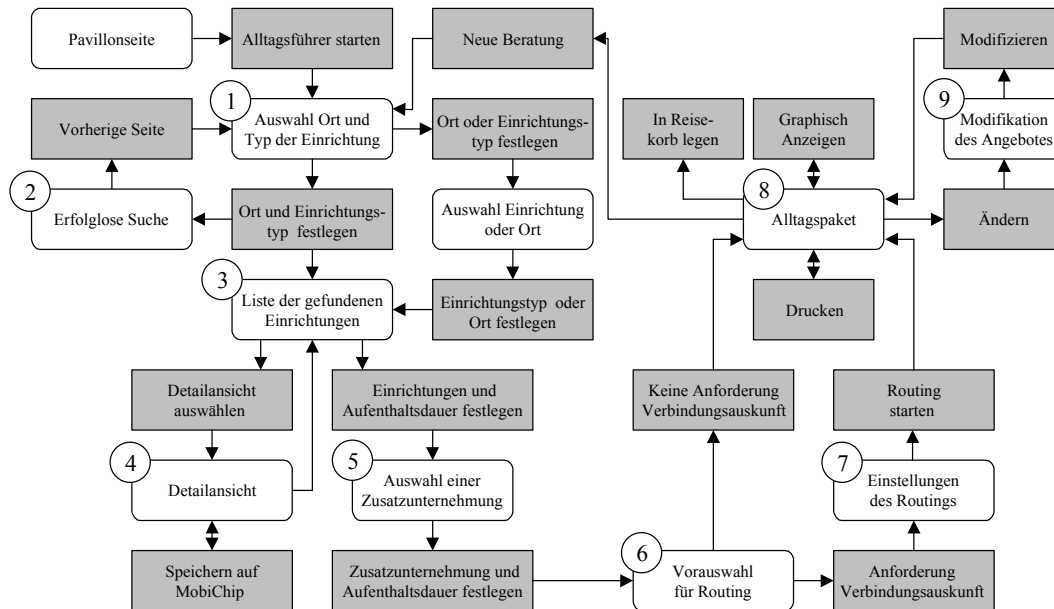 Pavillonseite
Alltagsführer starten
Neue Beratung
Modifizieren
1
Auswahl Ort und
Typ der Einrichtung
Vorherige Seite
Ort oder Einrichtungs-
typ festlegen
In Reise-
korb legen
Graphisch
Anzeigen
9
Modifikation
des Angebotes
2
Erfolglose Suche
Ort und Einrichtungs-
typ festlegen
Auswahl Einrichtung
oder Ort
8
Alltagspaket
Ändern
3
Liste der gefundenen
Einrichtungen
Einrichtungstyp oder
Ort festlegen
Drucken
Detailansicht
auswählen
Einrichtungen und
Aufenthaltsdauer festlegen
Keine Anforderung
Verbindungsauskunft
Routing
starten
4
Detailansicht
5
Auswahl einer
Zusatzunternehmung
7
Einstellungen
des Routings
Speichern auf
MobiChip
Zusatzunternehmung und
Aufenthaltsdauer festlegen
6
Vorauswahl
für Routing
Anforderung
Verbindungsauskunft